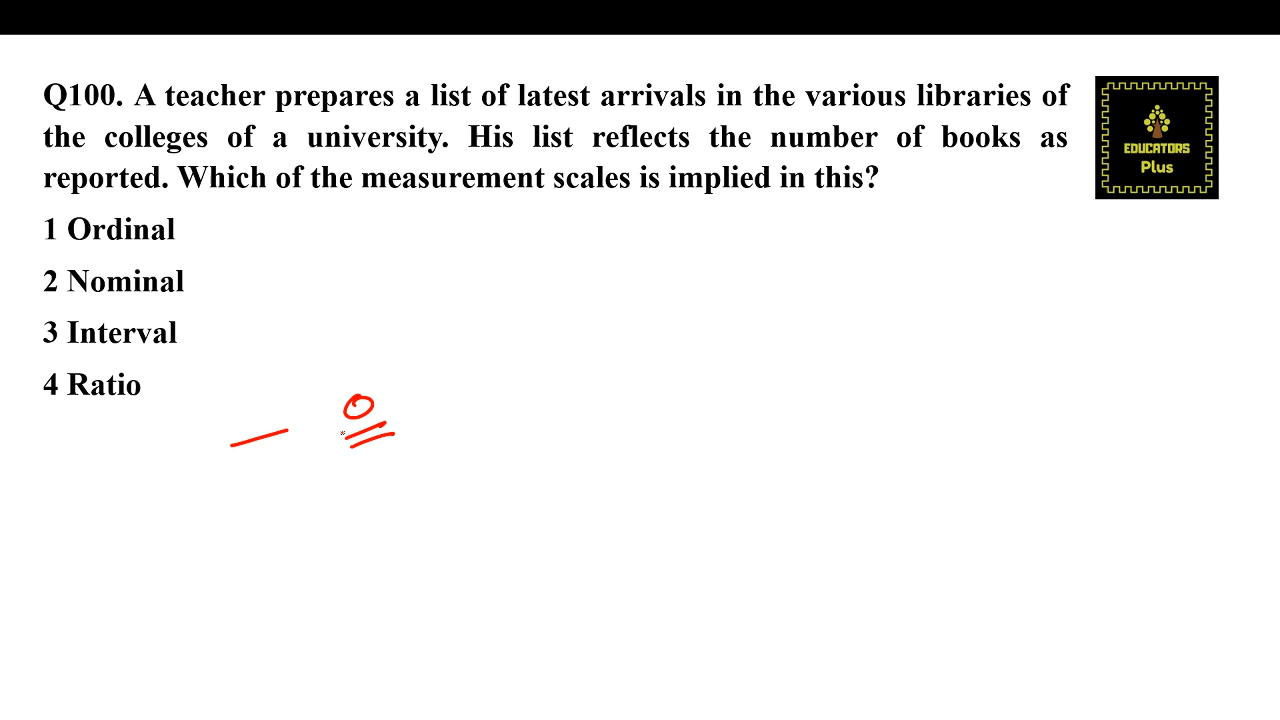 Q100. A teacher prepares a list of latest arrivals in the various libraries of
the colleges of a university. His list reflects the number of books as
reported. Which of the measurement scales is implied in this?
1 Ordinal
2 Nominal
3 Interval
4 Ratio
0
EDUCATORS
Plus